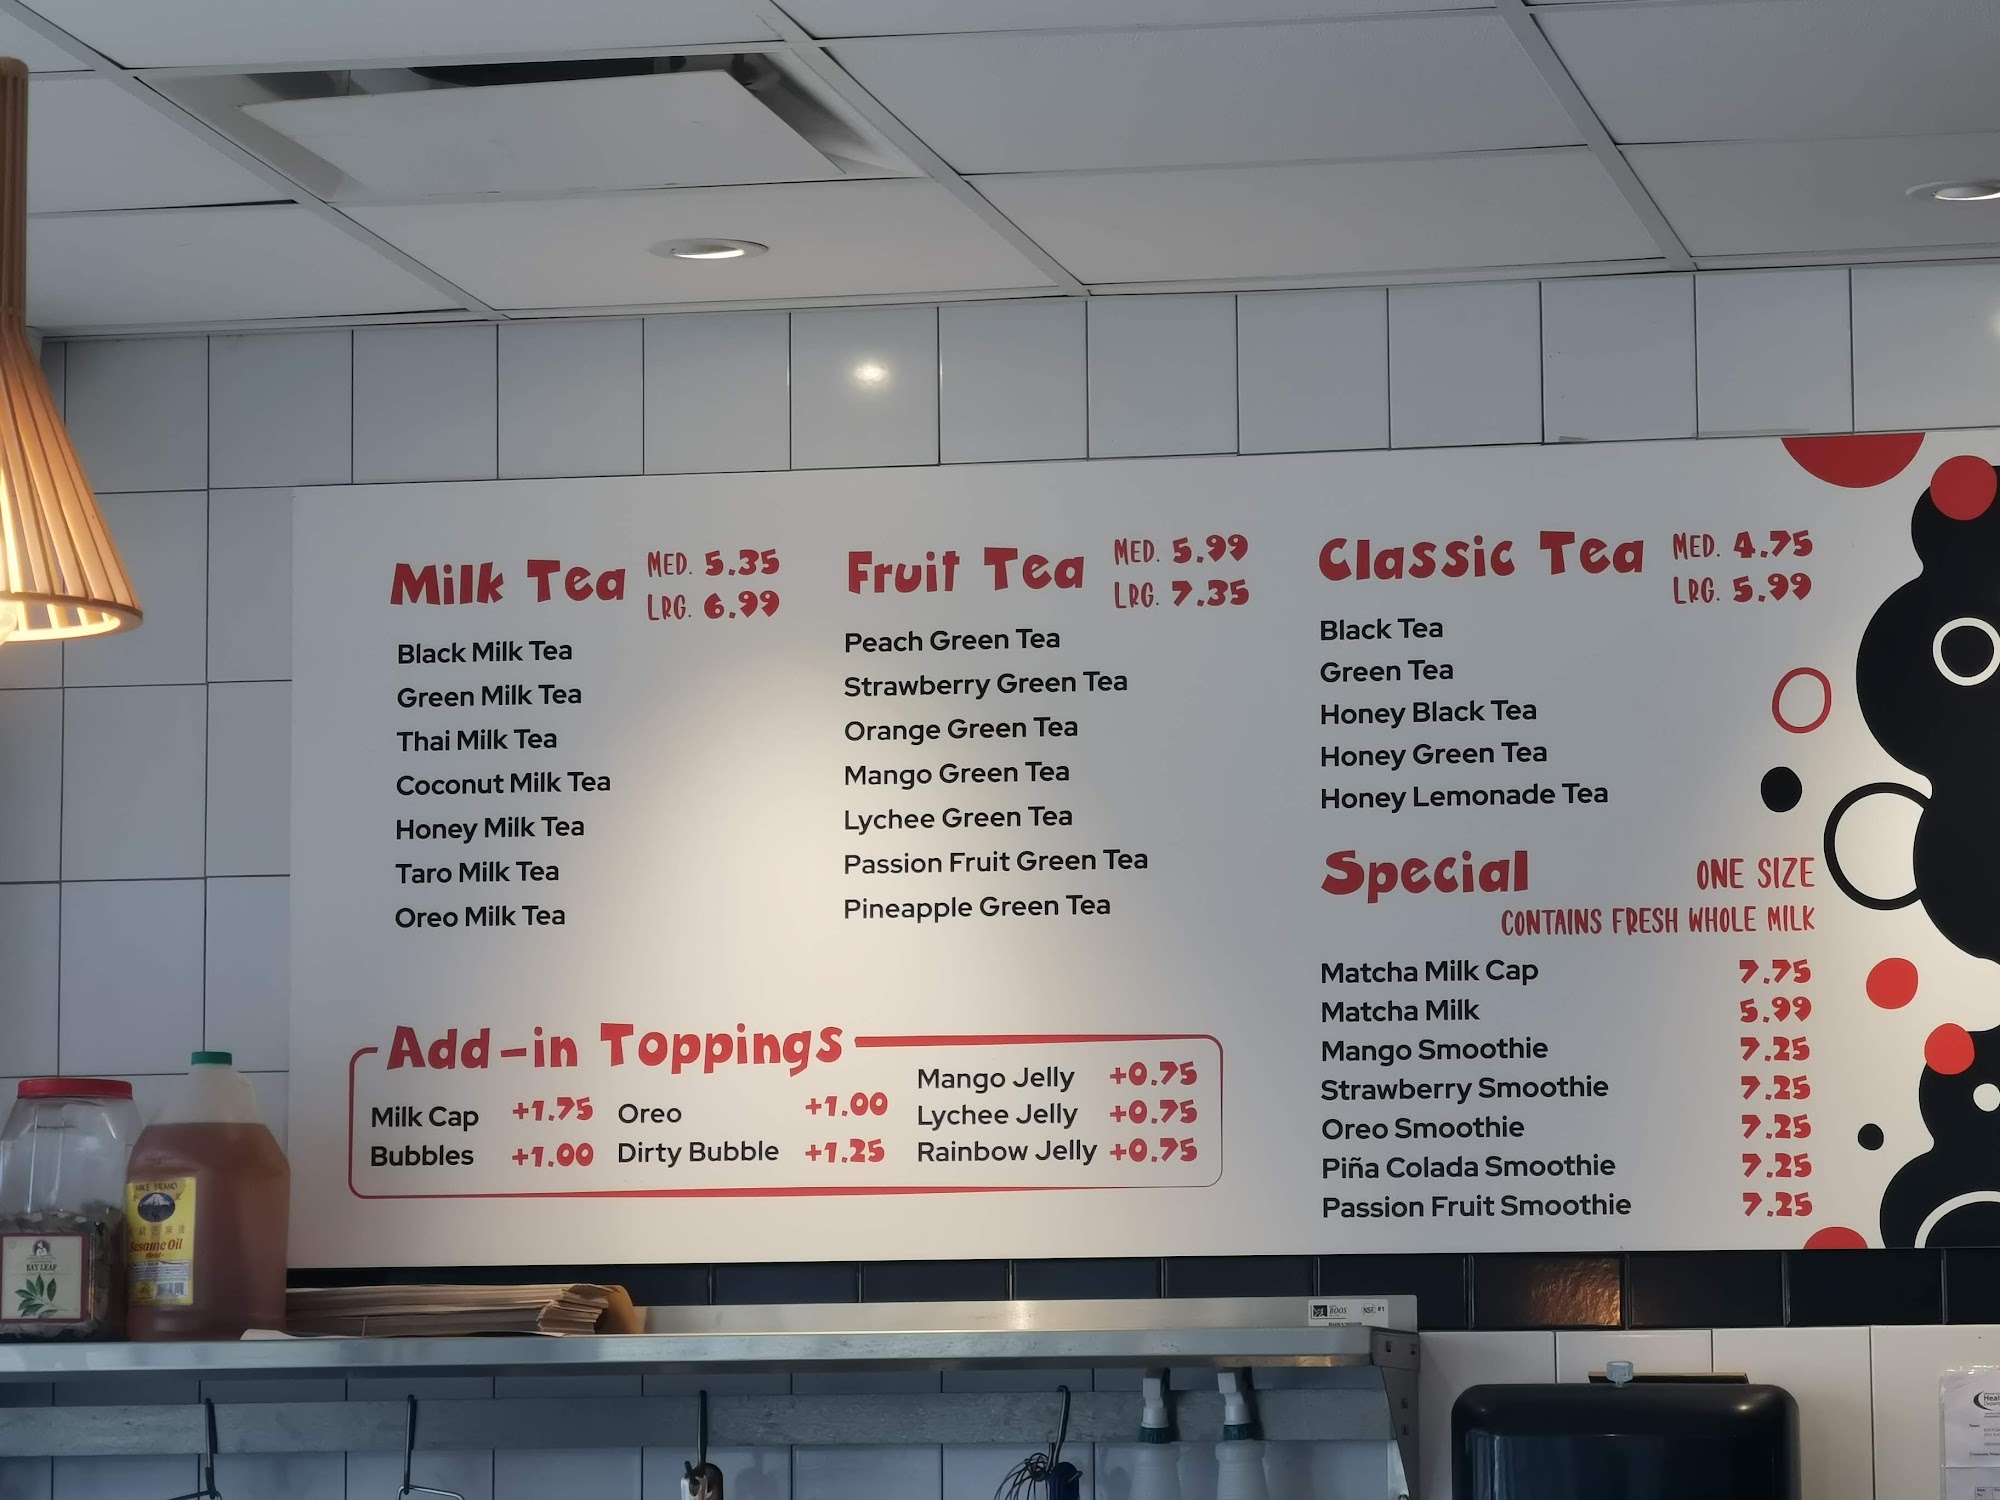 Milk Tea MED. 5.35
LRG. 6.99
Black Milk Tea
Green Milk Tea
Thai Milk Tea
Coconut Milk Tea
Honey Milk Tea
Taro Milk Tea
Oreo Milk Tea
Fruit Tea MED. 5.99
LRG. 7.35
Peach Green Tea
Strawberry Green Tea
Orange Green Tea
Mango Green Tea
Lychee Green Tea
Passion Fruit Green Tea
Pineapple Green Tea
Classic Tea MED. 4.75
LRG. 5.99
Black Tea
Green Tea
Honey Black Tea
Honey Green Tea
Honey Lemonade Tea
Special ONE SIZE
CONTAINS FRESH WHOLE MILK
Matcha Milk Cap 7.75
Matcha Milk 5.99
Mango Smoothie 7.25
Strawberry Smoothie 7.25
Oreo Smoothie 7.25
Piña Colada Smoothie 7.25
Passion Fruit Smoothie 7.25
Add-in Toppings
Milk Cap +1.75
Bubbles +1.00
Oreo +1.00
Dirty Bubble +1.25
Mango Jelly +0.75
Lychee Jelly +0.75
Rainbow Jelly +0.75
BAY LEAF
Sesame Oil
Blend
BOOS